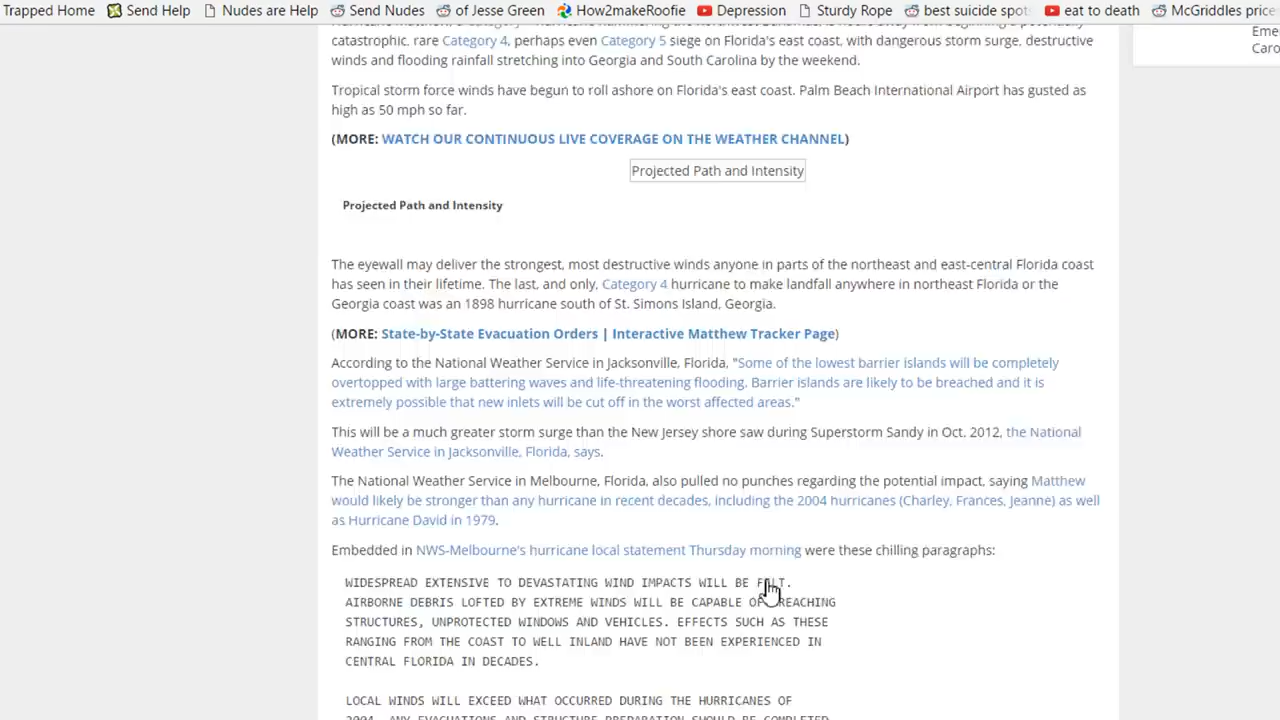 Trapped Home Send Help Nudes are Help Send Nudes of Jesse Green How2makeRoofie Depression Sturdy Rope best suicide spot eat to death McGriddles price
catastrophic, rare Category 4, perhaps even Category 5 siege on Florida's east coast, with dangerous storm surge, destructive
winds and flooding rainfall stretching into Georgia and South Carolina by the weekend.
Tropical storm force winds have begun to roll ashore on Florida's east coast. Palm Beach International Airport has gusted as
high as 50 mph so far.
(MORE: WATCH OUR CONTINUOUS LIVE COVERAGE ON THE WEATHER CHANNEL)
Projected Path and Intensity
Projected Path and Intensity
The eyewall may deliver the strongest, most destructive winds anyone in parts of the northeast and east-central Florida coast
has seen in their lifetime. The last, and only, Category 4 hurricane to make landfall anywhere in northeast Florida or the
Georgia coast was an 1898 hurricane south of St. Simons Island, Georgia.
(MORE: State-by-State Evacuation Orders | Interactive Matthew Tracker Page)
According to the National Weather Service in Jacksonville, Florida, "Some of the lowest barrier islands will be completely
overtopped with large battering waves and life-threatening flooding. Barrier islands are likely to be breached and it is
extremely possible that new inlets will be cut off in the worst affected areas."
This will be a much greater storm surge than the New Jersey shore saw during Superstorm Sandy in Oct. 2012, the National
Weather Service in Jacksonville, Florida, says.
The National Weather Service in Melbourne, Florida, also pulled no punches regarding the potential impact, saying Matthew
would likely be stronger than any hurricane in recent decades, including the 2004 hurricanes (Charley, Frances, Jeanne) as well
as Hurricane David in 1979.
Embedded in NWS-Melbourne's hurricane local statement Thursday morning were these chilling paragraphs:
WIDESPREAD EXTENSIVE TO DEVASTATING WIND IMPACTS WILL BE FELT.
AIRBORNE DEBRIS LOFTED BY EXTREME WINDS WILL BE CAPABLE OF REACHING
STRUCTURES, UNPROTECTED WINDOWS AND VEHICLES. EFFECTS SUCH AS THESE
RANGING FROM THE COAST TO WELL INLAND HAVE NOT BEEN EXPERIENCED IN
CENTRAL FLORIDA IN DECADES.
LOCAL WINDS WILL EXCEED WHAT OCCURRED DURING THE HURRICANES OF
2004. ANY EVACUATIONS AND STRUCTURE PREPARATION SHOULD BE COMPLETED
Eme
Caro